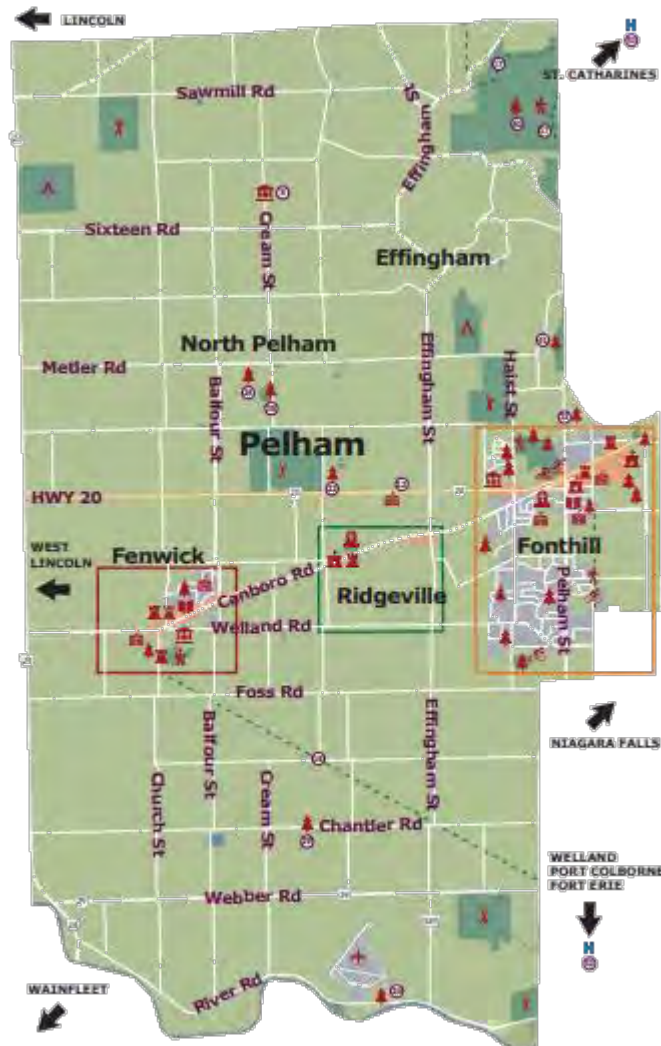 LINCOLN
H
ST. CATHARINES
Sawmill Rd
Effingham St
Cream St
Sixteen Rd
Effingham
North Pelham
Metler Rd
Balfour St
Effingham St
Haist St
Pelham
HWY 20
20
20
WEST
LINCOLN
Fenwick
Canboro Rd
Ridgeville
Fonthill
Pelham St
Welland Rd
Foss Rd
NIAGARA FALLS
Balfour St
Effingham St
Church St
Cream St
Chantler Rd
WELLAND
PORT COLBORNE
FORT ERIE
Webber Rd
H
River Rd
WAINFLEET